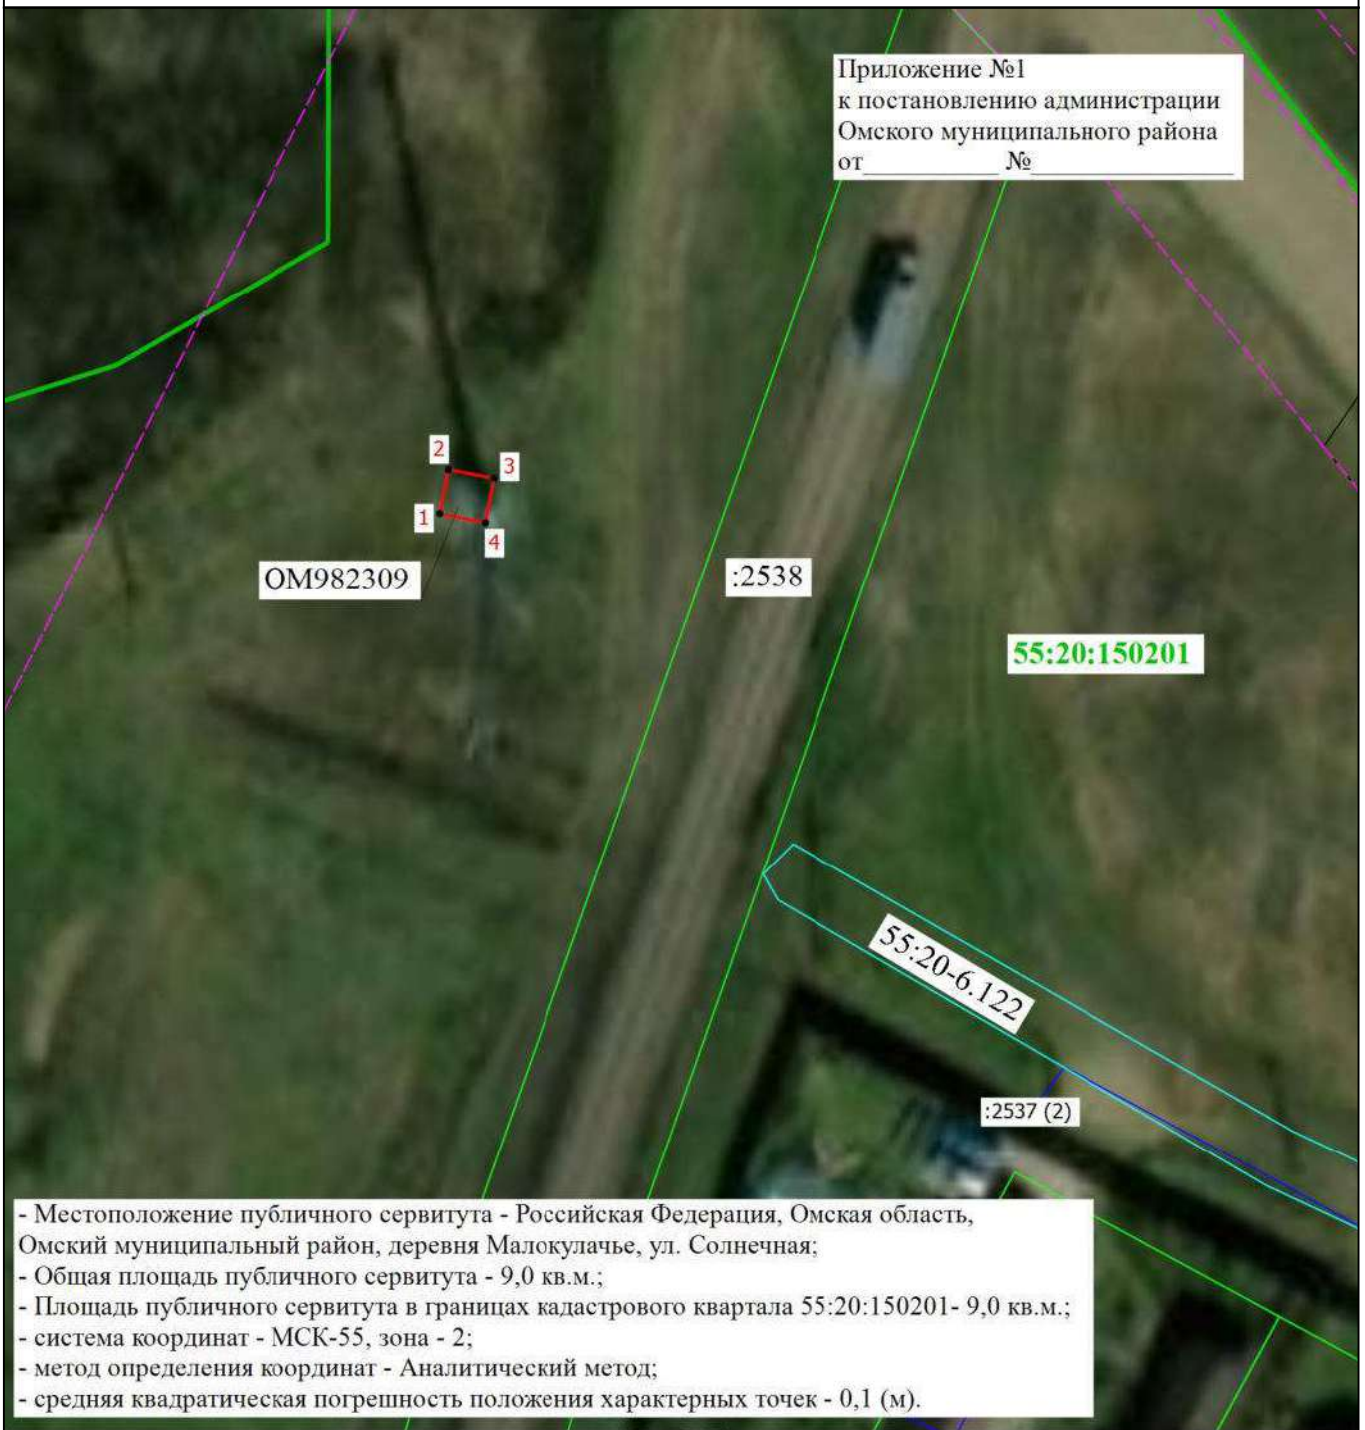 Приложение №1
к постановлению администрации
Омского муниципального района
от__________ №_______________
2
3
1
4
ОМ982309
:2538
55:20:150201
55:20-6.122
:2537 (2)
- Местоположение публичного сервитута - Российская Федерация, Омская область,
Омский муниципальный район, деревня Малокулачье, ул. Солнечная;
- Общая площадь публичного сервитута - 9,0 кв.м.;
- Площадь публичного сервитута в границах кадастрового квартала 55:20:150201- 9,0 кв.м.;
- система координат - МСК-55, зона - 2;
- метод определения координат - Аналитический метод;
- средняя квадратическая погрешность положения характерных точек - 0,1 (м).